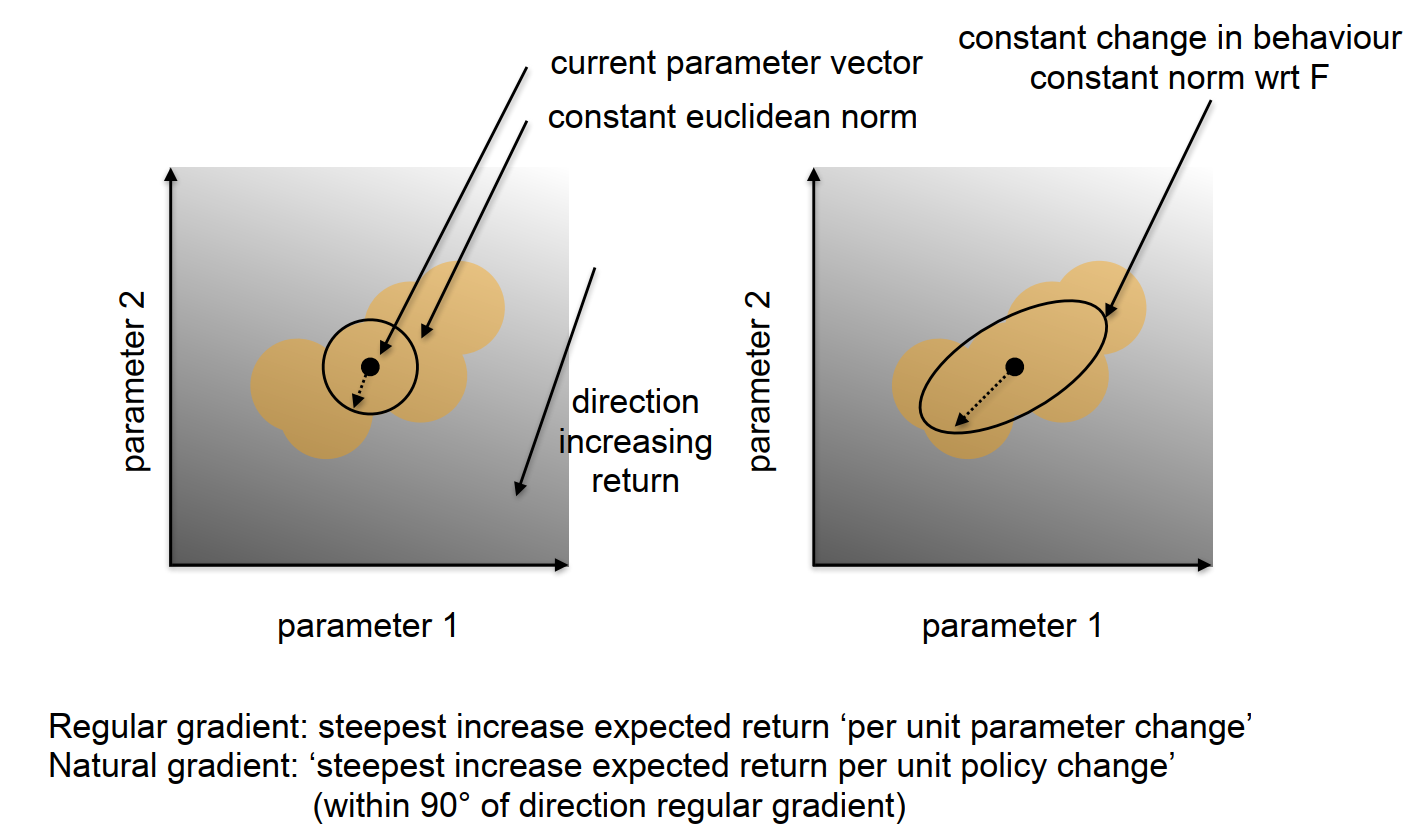 current parameter vector
constant euclidean norm
constant change in behaviour
constant norm wrt F
parameter 2
direction
increasing
return
parameter 1
parameter 2
parameter 1
Regular gradient: steepest increase expected return ‘per unit parameter change’
Natural gradient: ‘steepest increase expected return per unit policy change’
(within 90° of direction regular gradient)